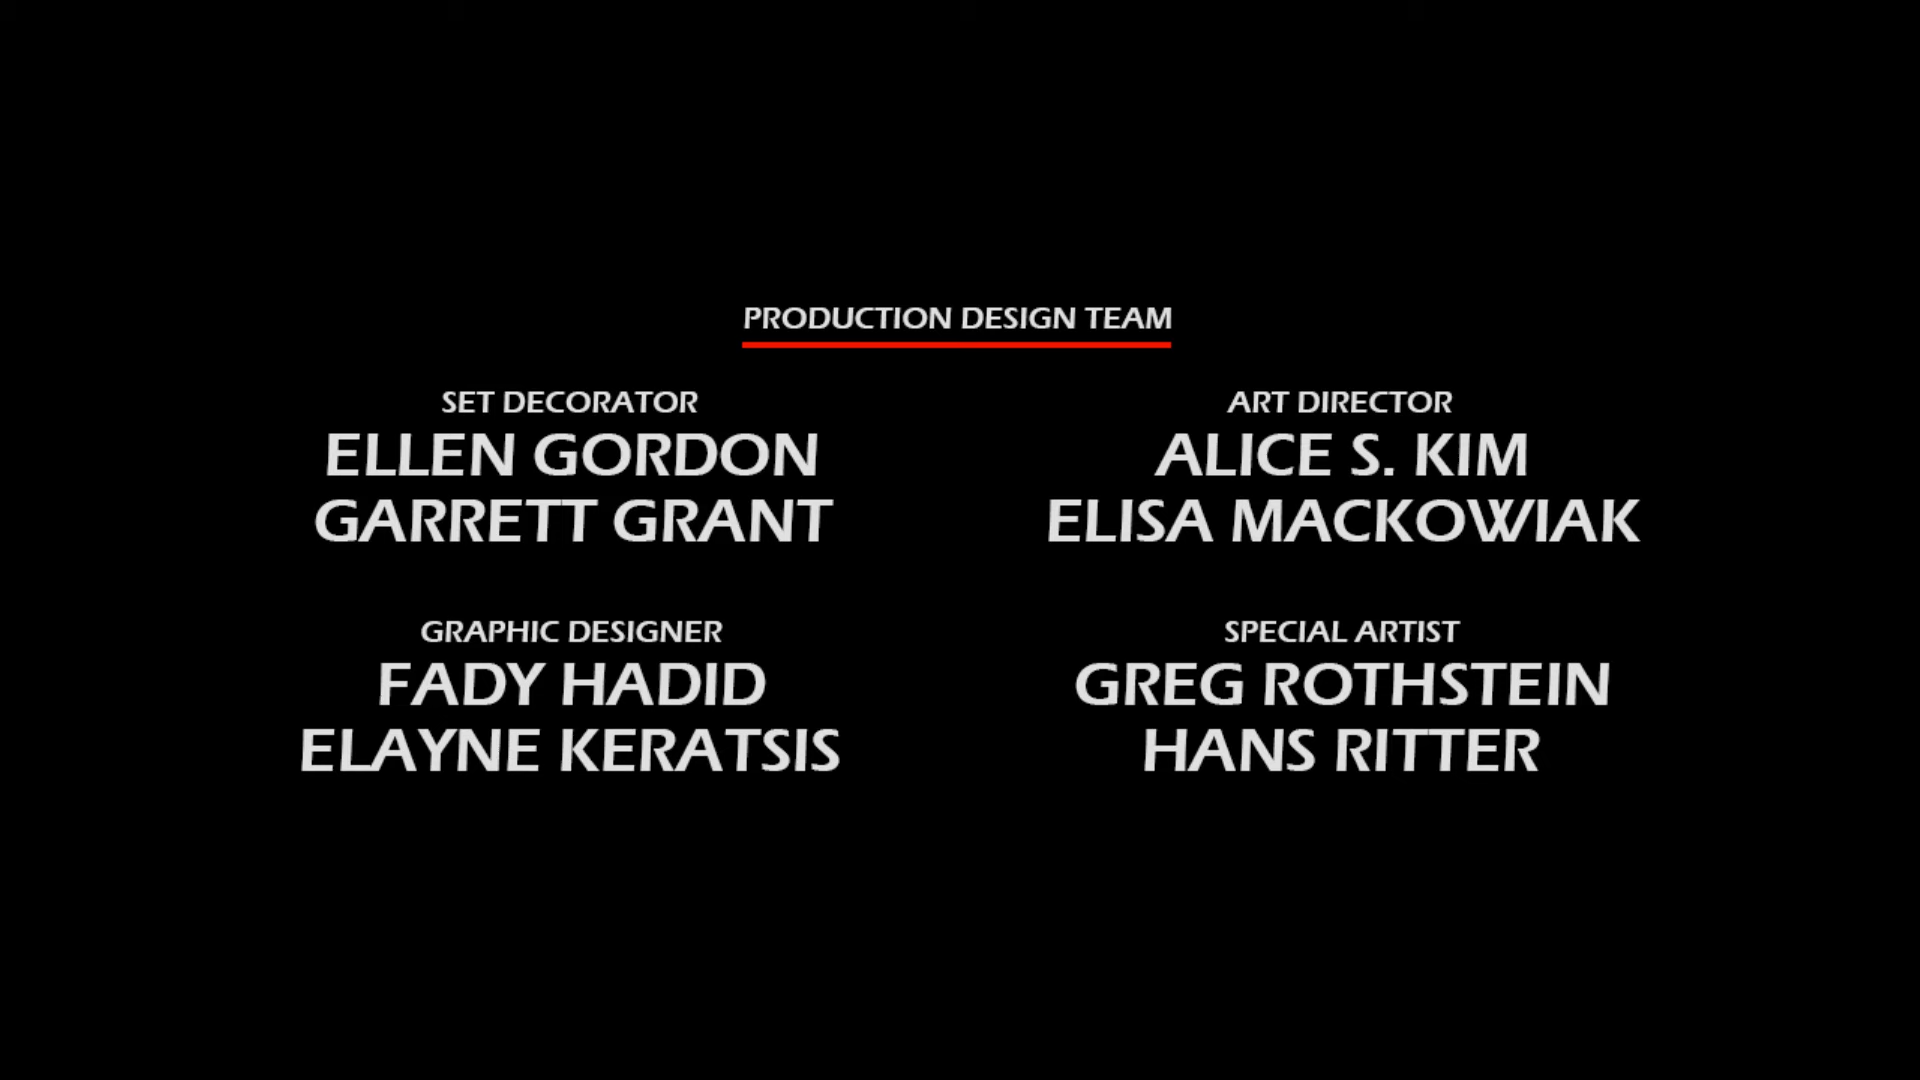 PRODUCTION DESIGN TEAM
SET DECORATOR
ELLEN GORDON
GARRETT GRANT
ART DIRECTOR
ALICE S. KIM
ELISA MACKOWIAK
GRAPHIC DESIGNER
FADY HADID
ELAYNE KERATSIS
SPECIAL ARTIST
GREG ROTHSTEIN
HANS RITTER